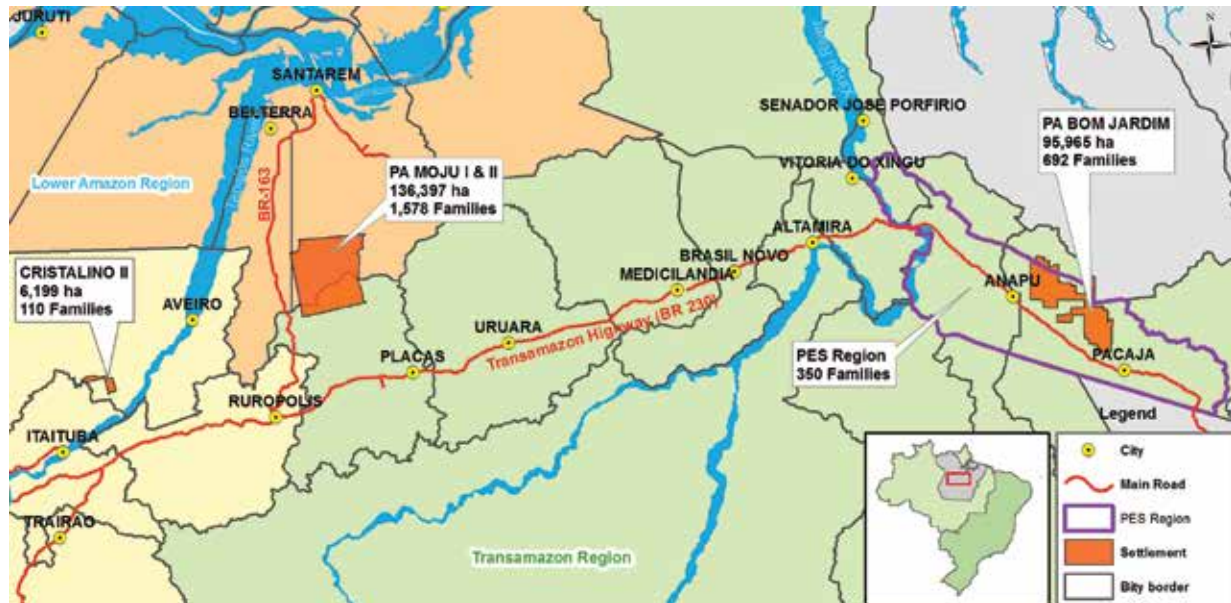 JURUTI
SANTAREM
BELTERRA
Lower Amazon Region
BR-163
PA MOJU I & II
136,397 ha
1,578 Families
CRISTALINO II
6,199 ha
110 Families
AVEIRO
ITAITUBA
TRAIRAO
RUROPOLIS
PLACAS
URUARA
Transamazon Highway (BR 230)
MEDICILANDIA
BRASIL NOVO
ALTAMIRA
SENADOR JOSE PORFIRIO
VITORIA DO XINGU
PA BOM JARDIM
95,965 ha
692 Families
ANAPU
PACAJA
PES Region
350 Families
Transamazon Region
N
Legend
City
Main Road
PES Region
Settlement
Bity border